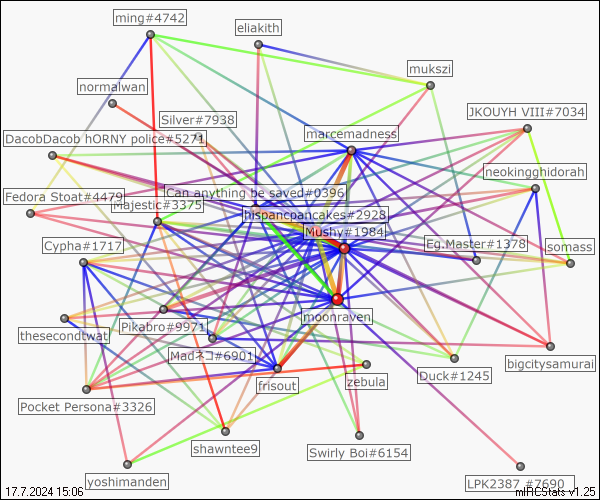 ming#4742
eliakith
mukszi
normalwan
JKOUYH VIII#7034
Silver#7938
marcemadness
DacobDacob hORNY police#5271
neokingghidorah
Can anything be saved#0396
Fedora Stoat#4479
Majestic#3375
hispancpancakes#2928
Mushy#1984
Cypha#1717
Eg.Master#1378
somass
moonraven
Pikabro#9971
thesecondtwat
Madネコ#6901
bigcitysamurai
frisout
zebula
Duck#1245
Pocket Persona#3326
shawntee9
Swirly Boi#6154
yoshimanden
LPK2387 #7690
17.7.2024 15:06
mIRCStats v1.25